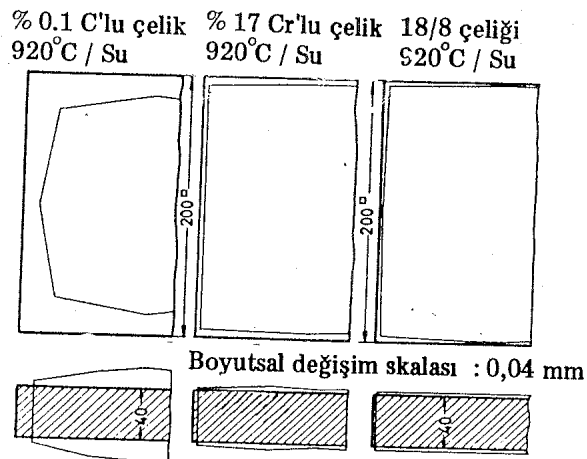 % 0.1 C'lu çelik
920°C / Su
% 17 Cr'lu çelik
920°C / Su
18/8 çeliği
920°C / Su
200□
200□
Boyutsal değişim skalası : 0,04 mm
40
40